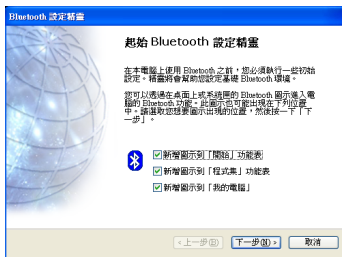 Bluetooth 設定精靈
起始 Bluetooth 設定精靈
在本電腦上使用 Bluetooth 之前，您必須執行一些初始
設定。精靈將會幫助您設定基礎 Bluetooth 環境。
您可以透過在桌面上或系統匣的 Bluetooth 圖示進入電
腦的 Bluetooth 功能。此圖示也可能出現在下列位置
中。請選取您想要圖示出現的位置，然後按一下「下
一步」。
新增圖示到「開始」功能表
新增圖示到「程式集」功能表
新增圖示到「我的電腦」
<上一步(B) 下一步(N)> 取消